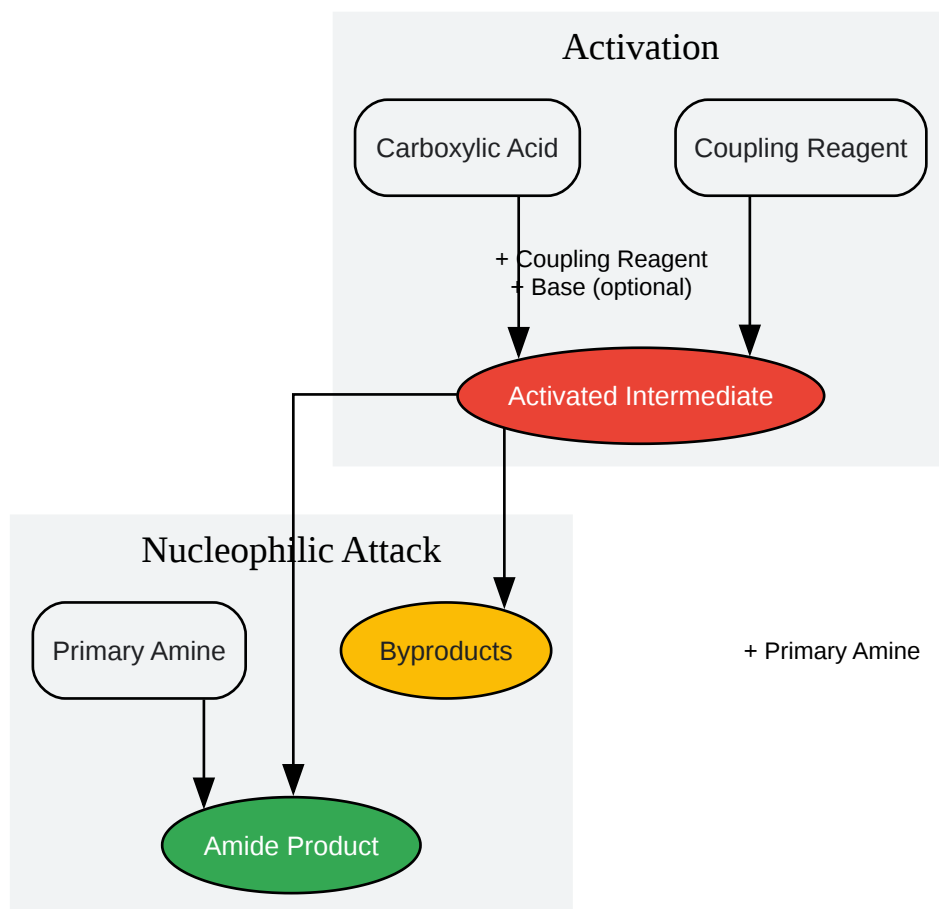 Activation
Carboxylic Acid
Coupling Reagent
+ Coupling Reagent
+ Base (optional)
Activated Intermediate
Nucleophilic Attack
Primary Amine
Byproducts
+ Primary Amine
Amide Product